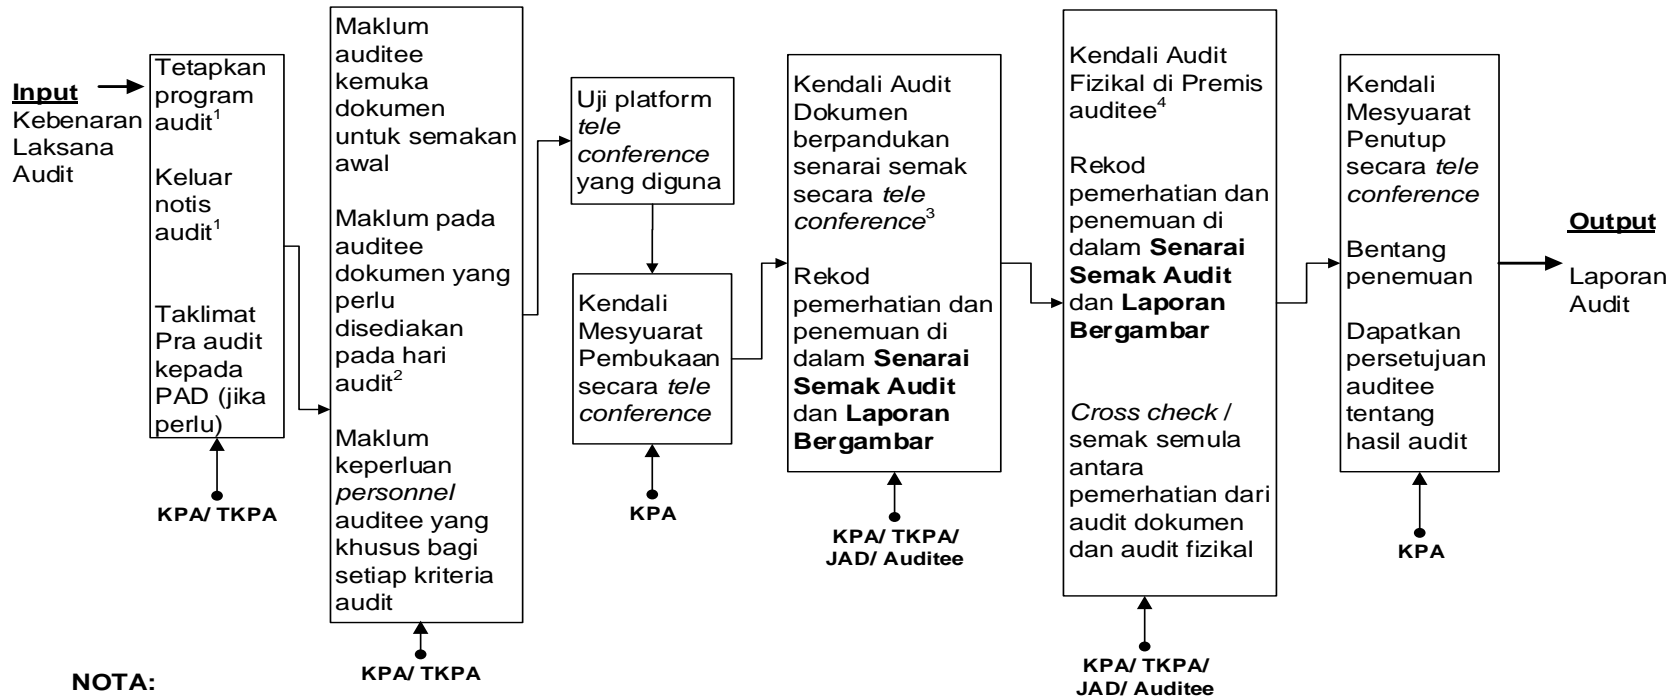 Input
Kebenaran
Laksana
Audit
Tetapkan
program
audit¹
Keluar
notis
audit¹
Taklimat
Pra audit
kepada
PAD (jika
perlu)
KPA/ TKPA
Maklum
auditee
kemuka
dokumen
untuk semakan
awal
Maklum pada
auditee
dokumen yang
perlu
disediakan
pada hari
audit²
Maklum
keperluan
personnel
auditee yang
khusus bagi
setiap kriteria
audit
KPA/ TKPA
Uji platform
tele
conference
yang diguna
Kendali
Mesyuarat
Pembukaan
secara tele
conference
KPA
Kendali Audit
Dokumen
berpandukan
senarai semak
secara tele
conference³
Rekod
pemerhatian dan
penemuan di
dalam Senarai
Semak Audit
dan Laporan
Bergambar
KPA/ TKPA/
JAD/ Auditee
Kendali Audit
Fizikal di Premis
auditee⁴
Rekod
pemerhatian dan
penemuan di
dalam Senarai
Semak Audit
dan Laporan
Bergambar
Cross check /
semak semula
antara
pemerhatian dari
audit dokumen
dan audit fizikal
KPA/ TKPA/
JAD/ Auditee
Kendali
Mesyuarat
Penutup
secara tele
conference
Bentang
penemuan
Dapatkan
persetujuan
auditee
tentang
hasil audit
KPA
Output
Laporan
Audit
NOTA: